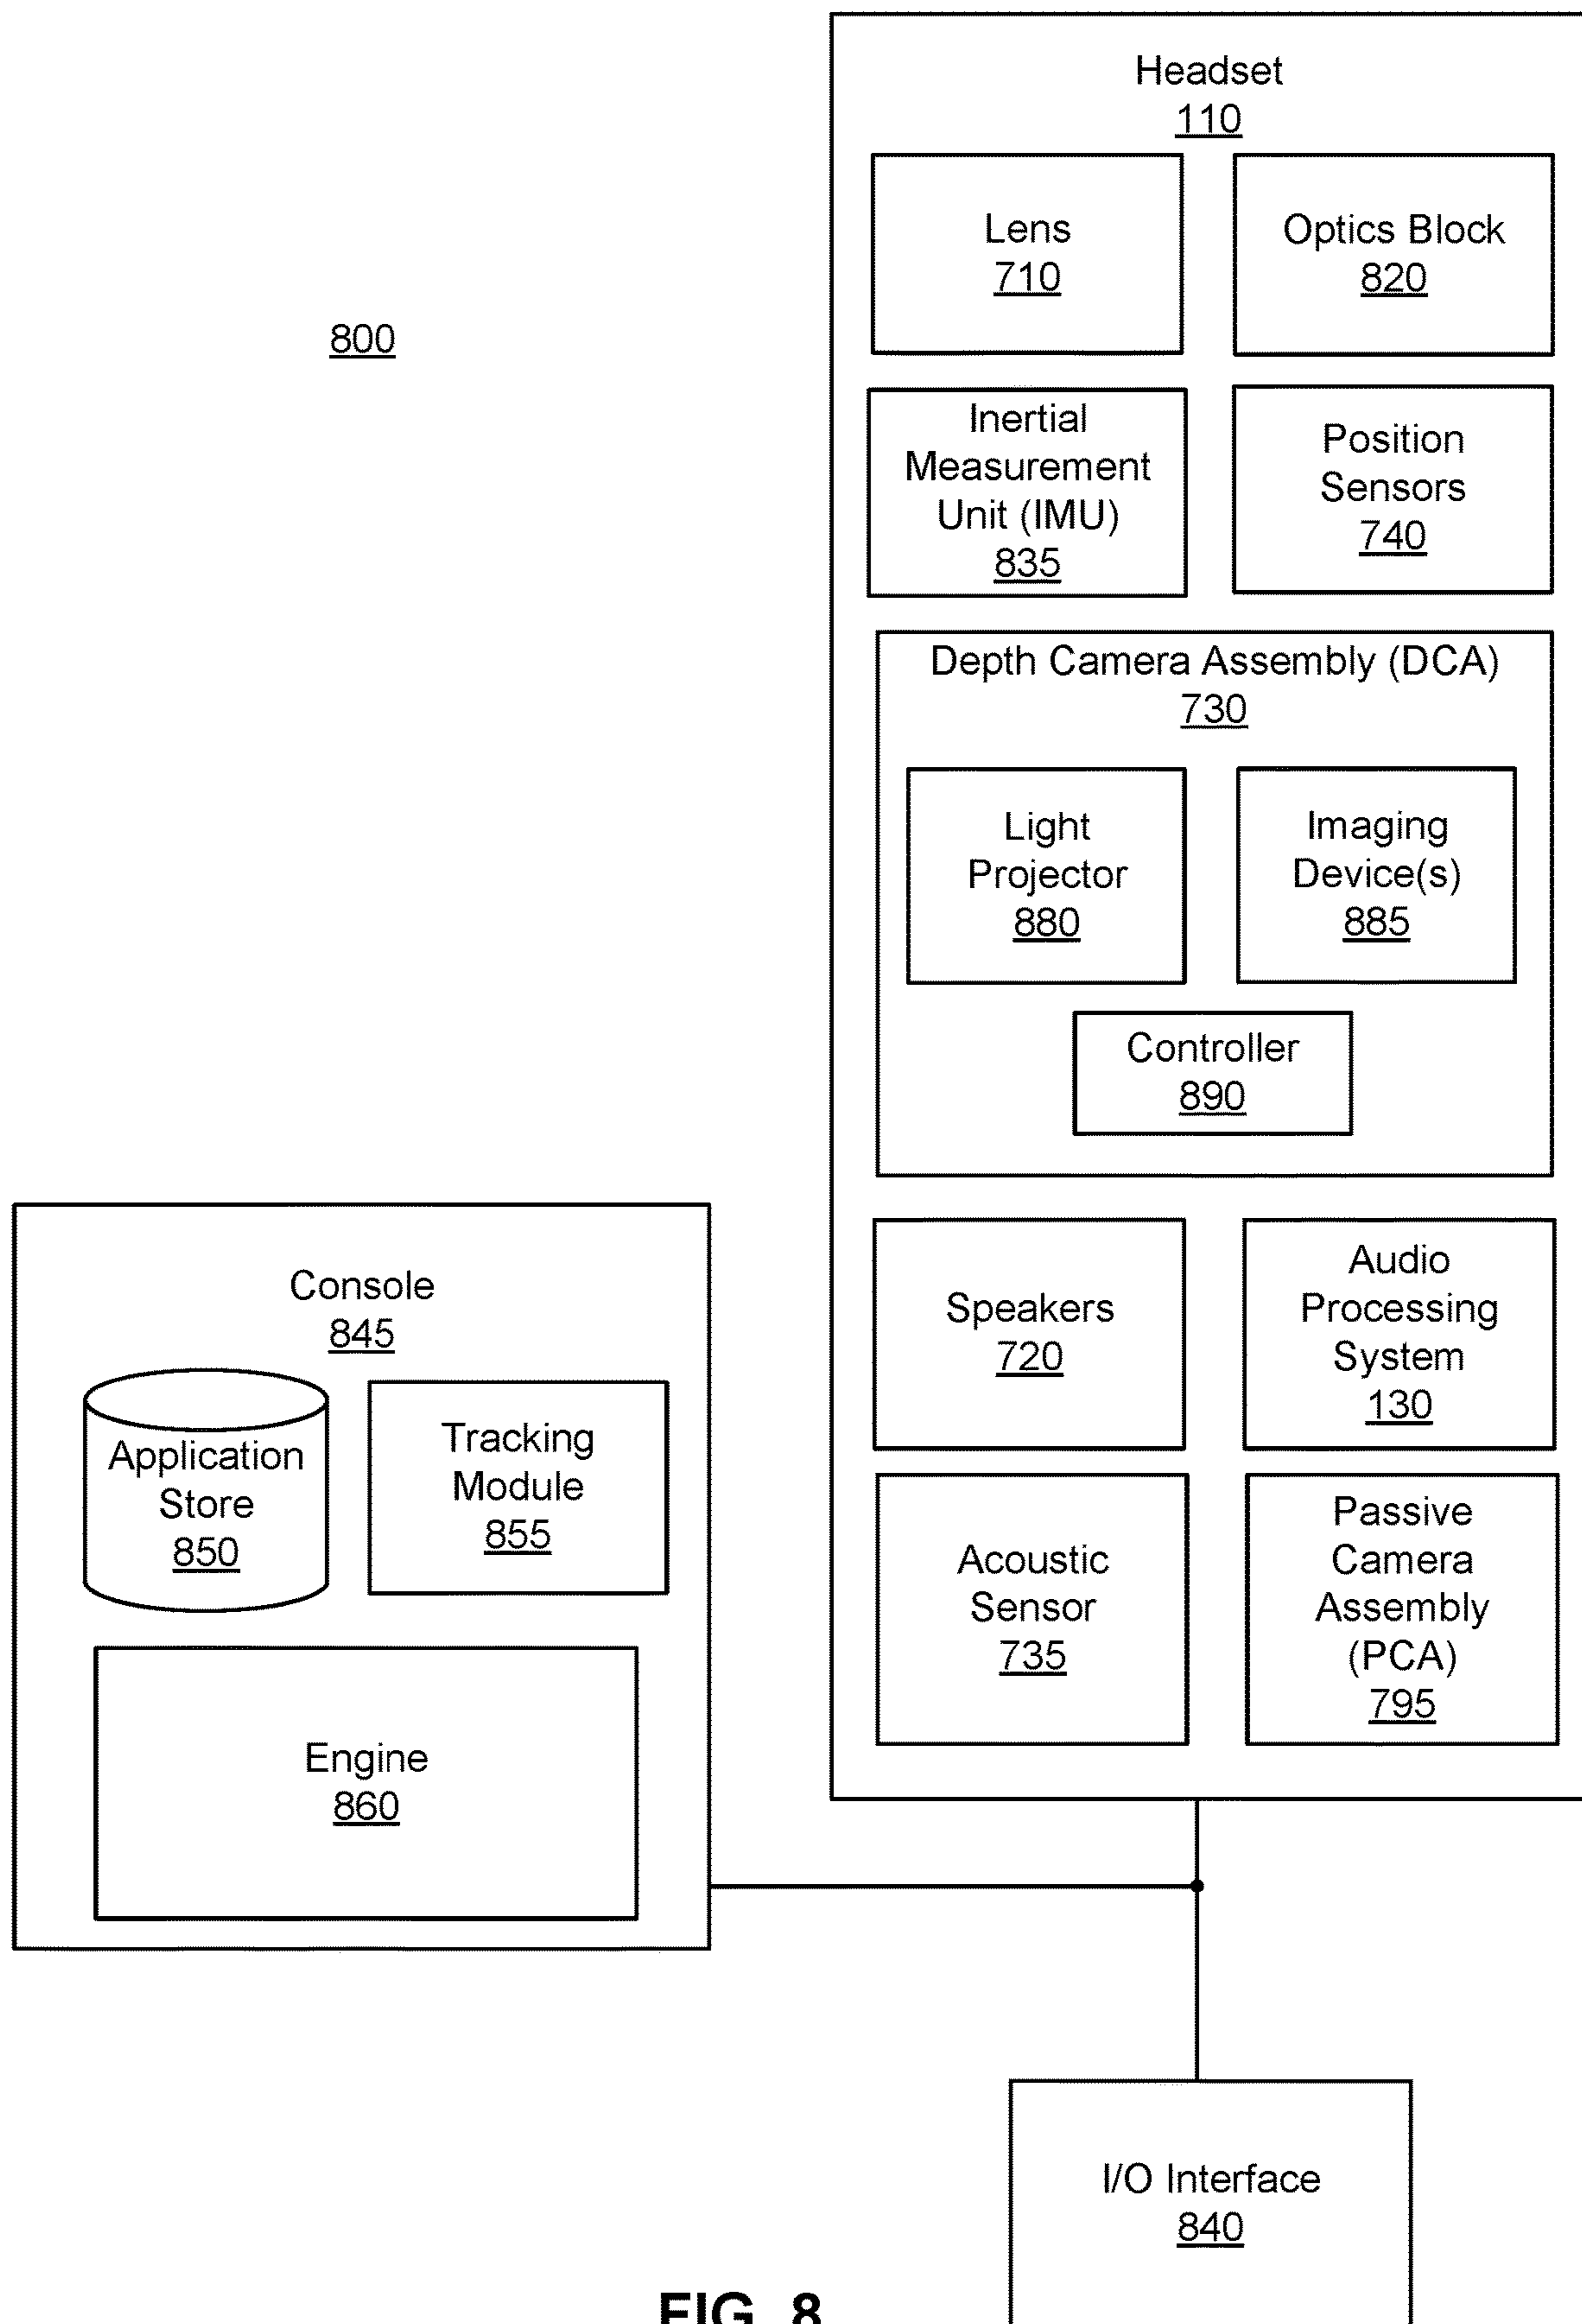 800
Headset
110
Lens
710
Optics Block
820
Inertial
Measurement
Unit (IMU)
835
Position
Sensors
740
Depth Camera Assembly (DCA)
730
Light
Projector
880
Imaging
Device(s)
885
Controller
890
Speakers
720
Audio
Processing
System
130
Acoustic
Sensor
735
Passive
Camera
Assembly
(PCA)
795
Console
845
Application
Store
850
Tracking
Module
855
Engine
860
I/O Interface
840
FIG. 8